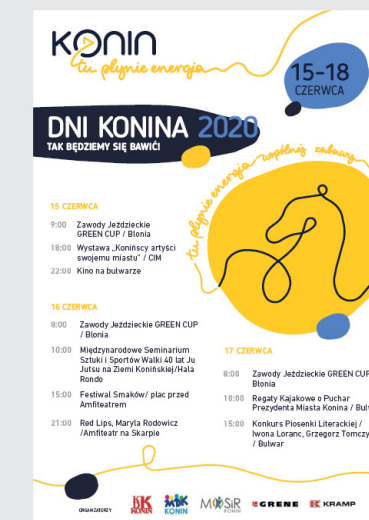 KONIN
tu płynie energia
15-18
CZERWCA
DNI KONINA 2020
TAK BĘDZIEMY SIĘ BAWIĆ!
tu płynie energia wspólnej zabawy
15 CZERWCA
9:00 Zawody Jeździeckie
GREEN CUP / Błonia
18:00 Wystawa „Konińscy artyści
swojemu miastu" / CIM
22:00 Kino na bulwarze
16 CZERWCA
8:00 Zawody Jeździeckie GREEN CUP
/ Błonia
10:00 Międzynarodowe Seminarium
Sztuki i Sportów Walki 40 lat Ju
Jutsu na Ziemi Konińskiej/Hala
Rondo
15:00 Festiwal Smaków/ plac przed
Amfiteatrem
21:00 Red Lips, Maryla Rodowicz
/Amfiteatr na Skarpie
17 CZERWCA
8:00 Zawody Jeździeckie GREEN CUP
Błonia
10:00 Regaty Kajakowe o Puchar
Prezydenta Miasta Konina / Bul
15:00 Konkurs Piosenki Literackiej /
Iwona Loranc, Grzegorz Tomczy
/ Bulwar
ORGANIZATORZY
KONIN
MDK
KONIN
MOSiR
KONIN
GRENE
KRAMP